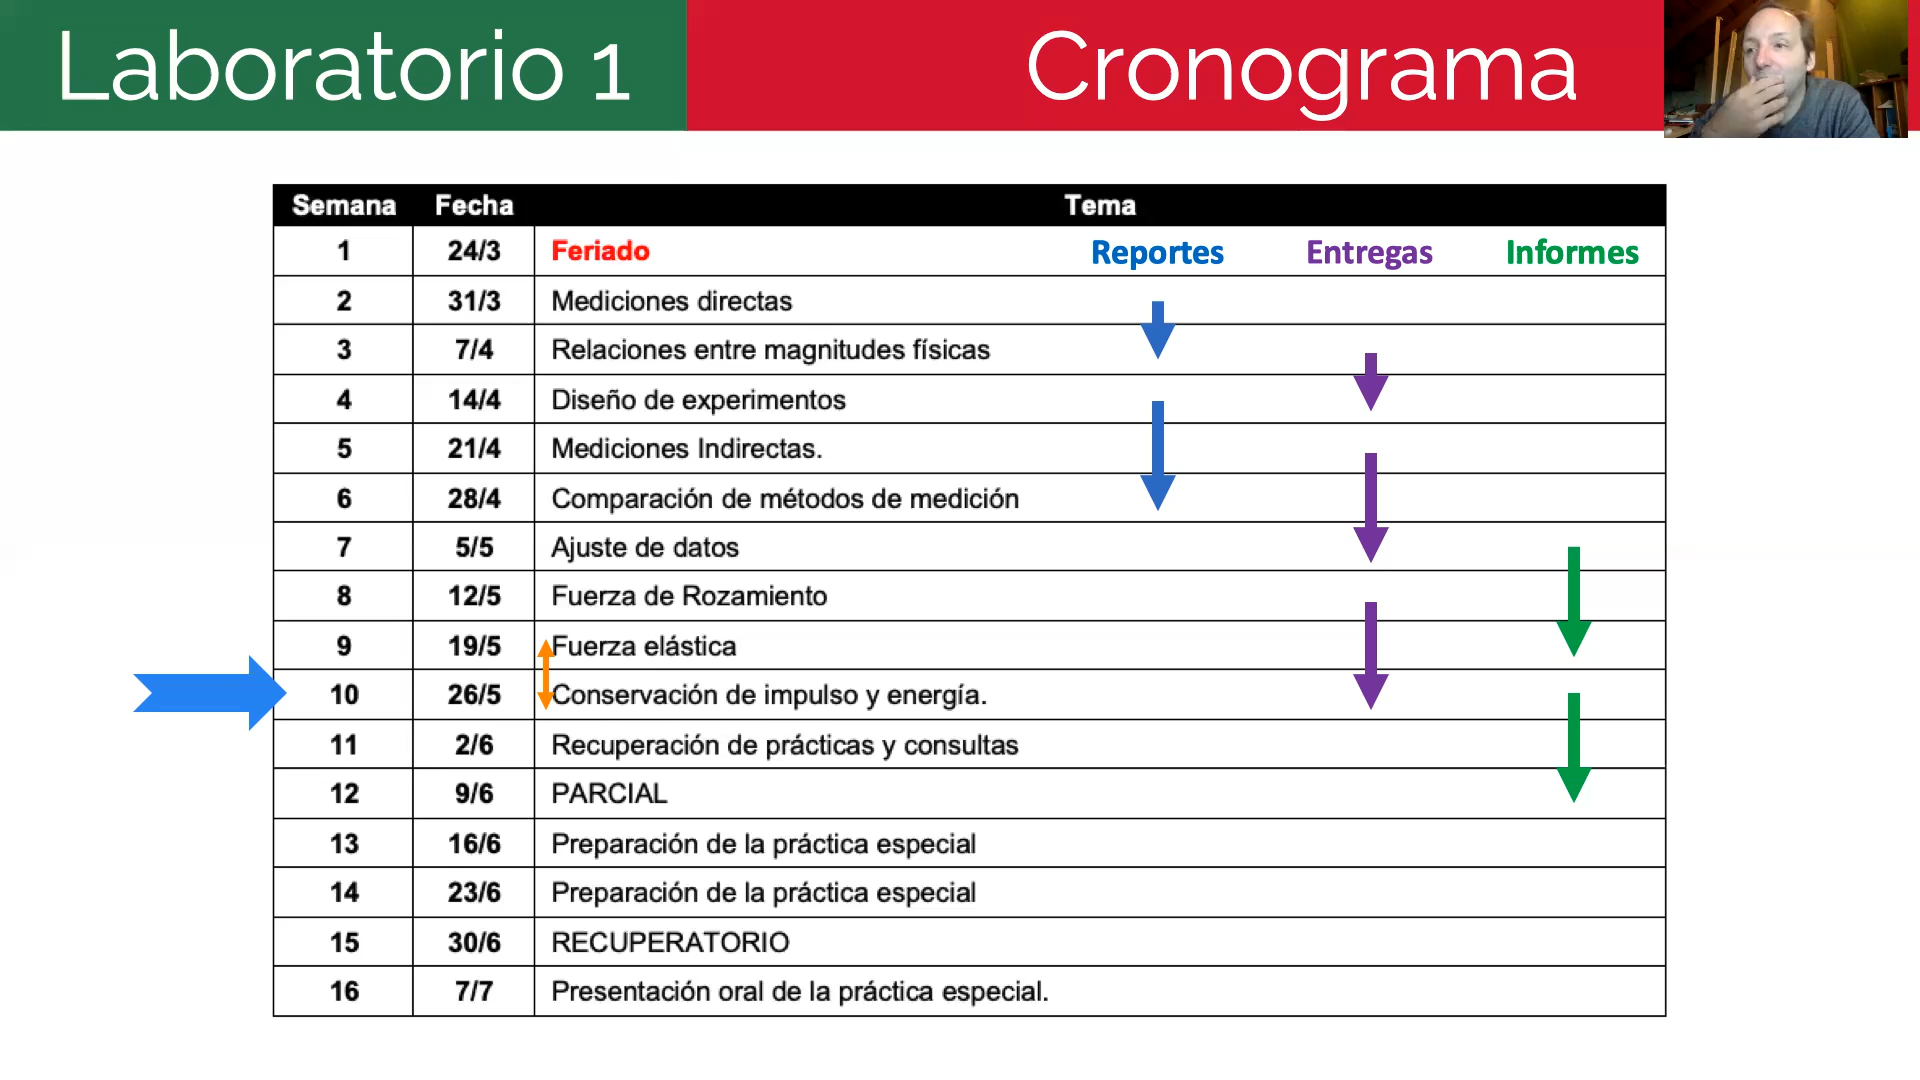 Laboratorio 1 Cronograma
Semana Fecha Tema
1 24/3 Feriado Reportes Entregas Informes
2 31/3 Mediciones directas
3 7/4 Relaciones entre magnitudes físicas
4 14/4 Diseño de experimentos
5 21/4 Mediciones Indirectas.
6 28/4 Comparación de métodos de medición
7 5/5 Ajuste de datos
8 12/5 Fuerza de Rozamiento
9 19/5 Fuerza elástica
10 26/5 Conservación de impulso y energía.
11 2/6 Recuperación de prácticas y consultas
12 9/6 PARCIAL
13 16/6 Preparación de la práctica especial
14 23/6 Preparación de la práctica especial
15 30/6 RECUPERATORIO
16 7/7 Presentación oral de la práctica especial.